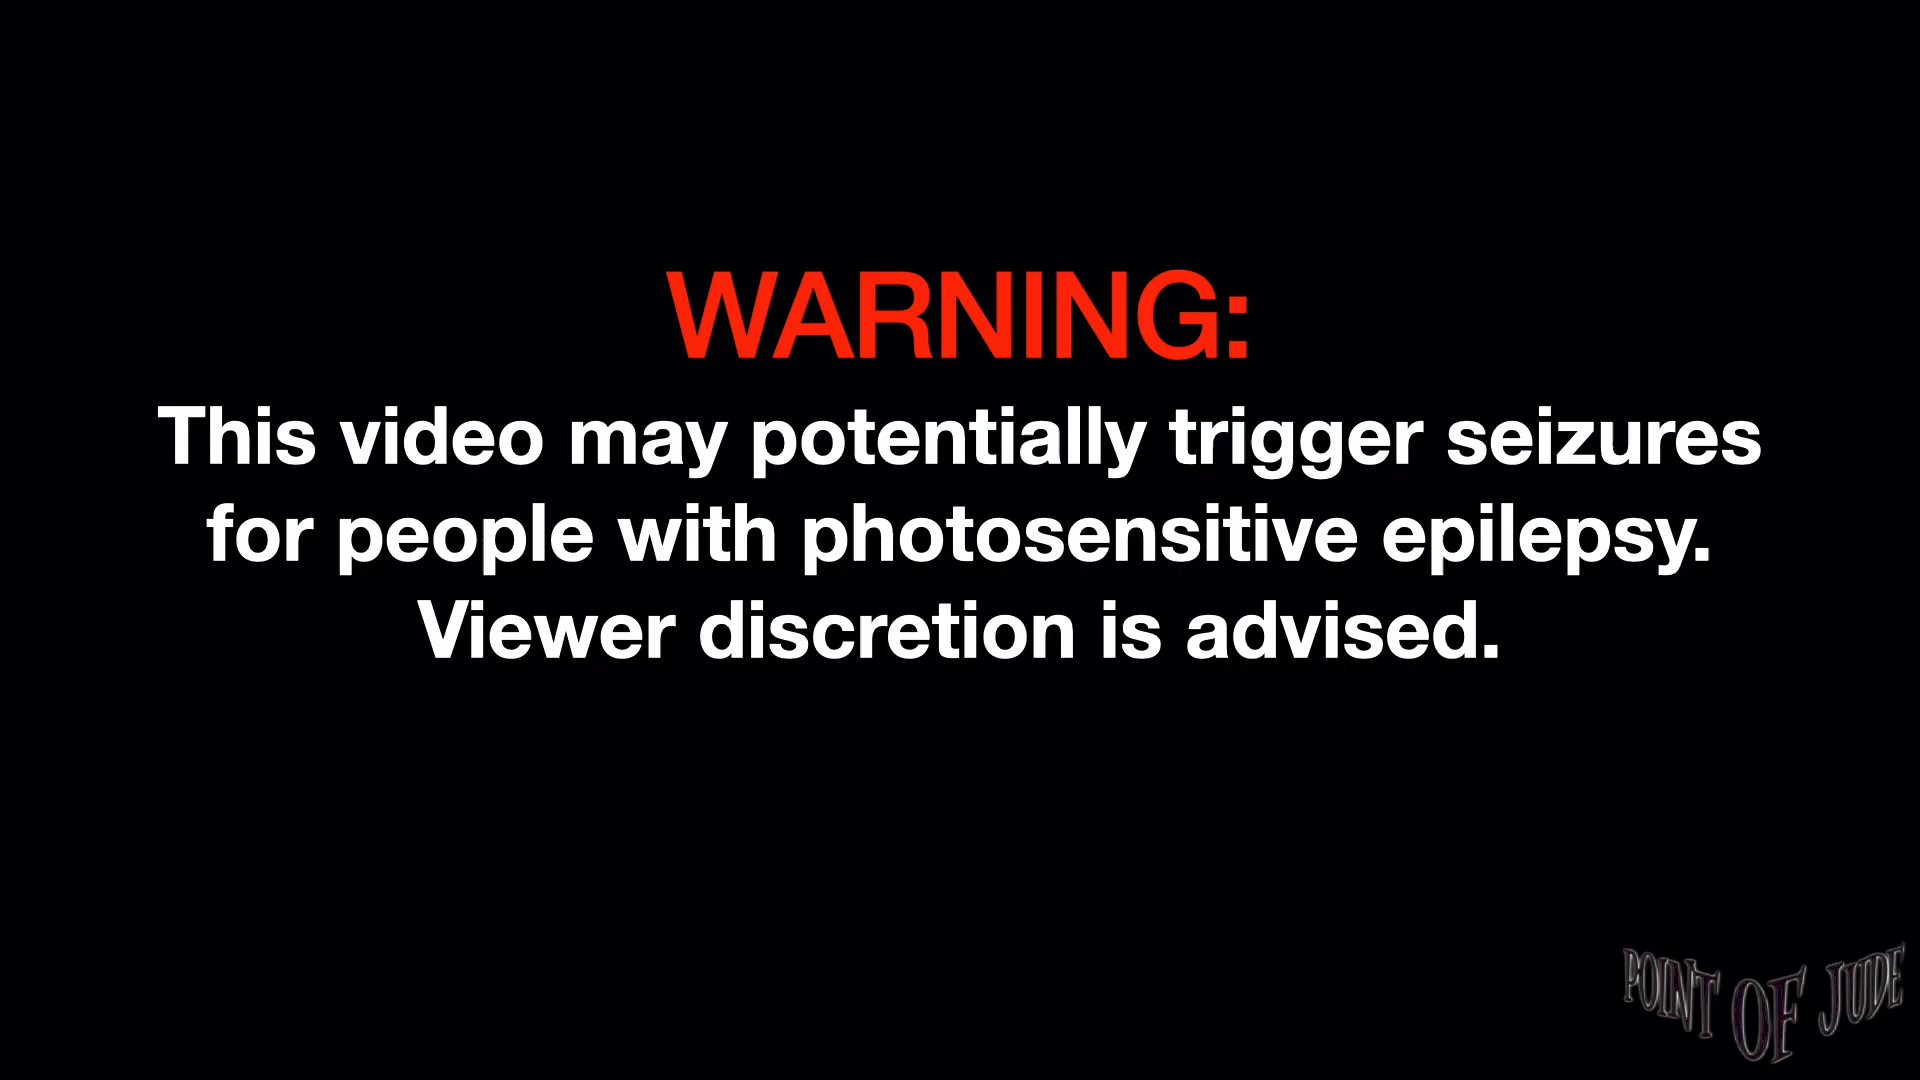 WARNING:
This video may potentially trigger seizures
for people with photosensitive epilepsy.
Viewer discretion is advised.
POINT OF JUDE